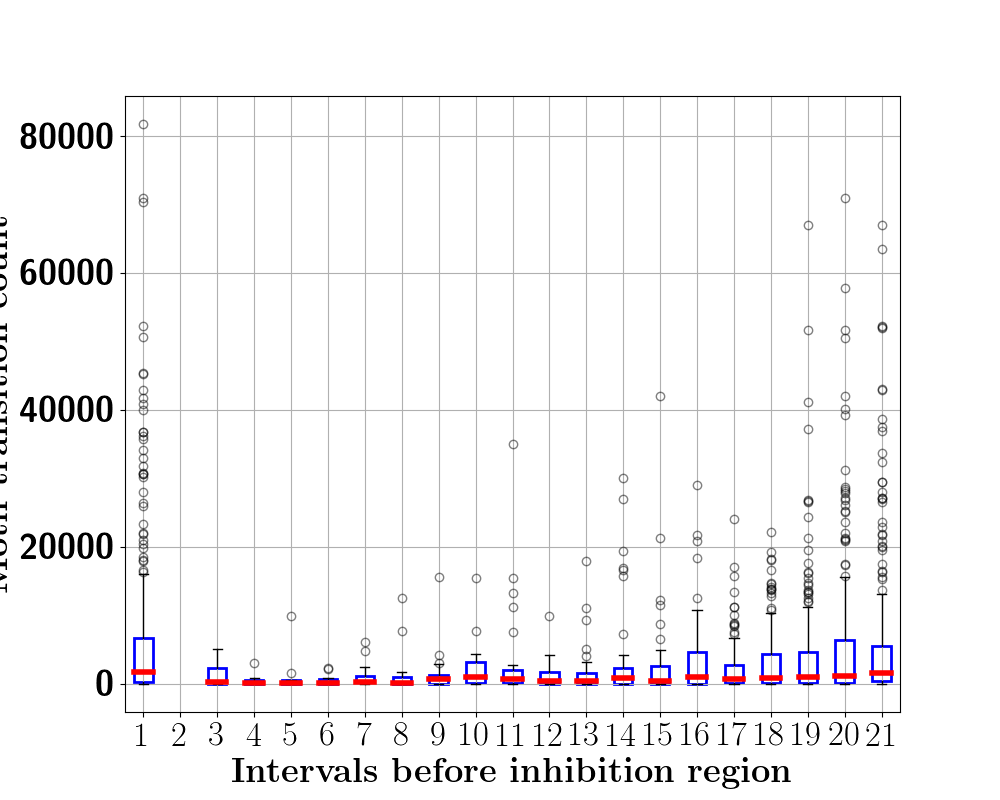 Motif transition count
80000
60000
40000
20000
0
1 2 3 4 5 6 7 8 9 10 11 12 13 14 15 16 17 18 19 20 21
Intervals before inhibition region